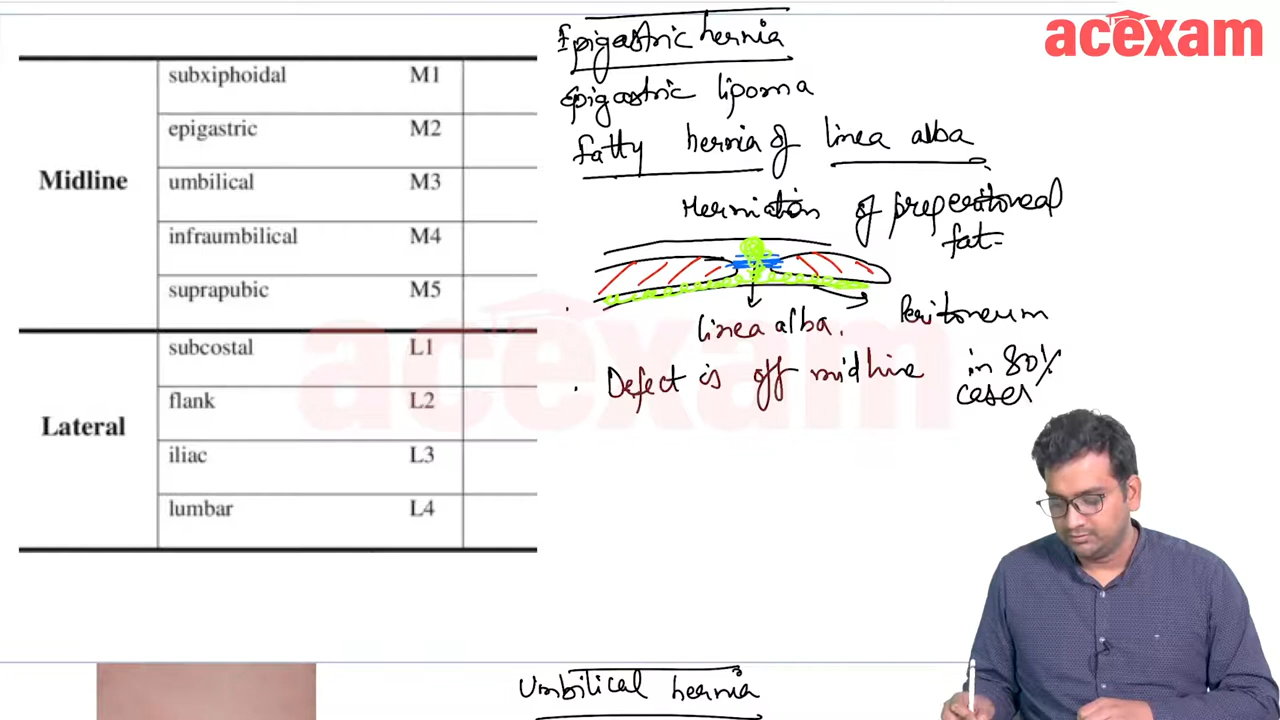 acexam
Midline
subxiphoidal M1
epigastric M2
umbilical M3
infraumbilical M4
suprapubic M5
Lateral
subcostal L1
flank L2
iliac L3
lumbar L4
Epigastric hernia
Epigastric lipoma
fatty hernia of linea alba
Herniation of preperitoneal
fat
linea alba.
Peritoneum
. Defect is off midline in 80%
cases
acexam
Umbilical hernia